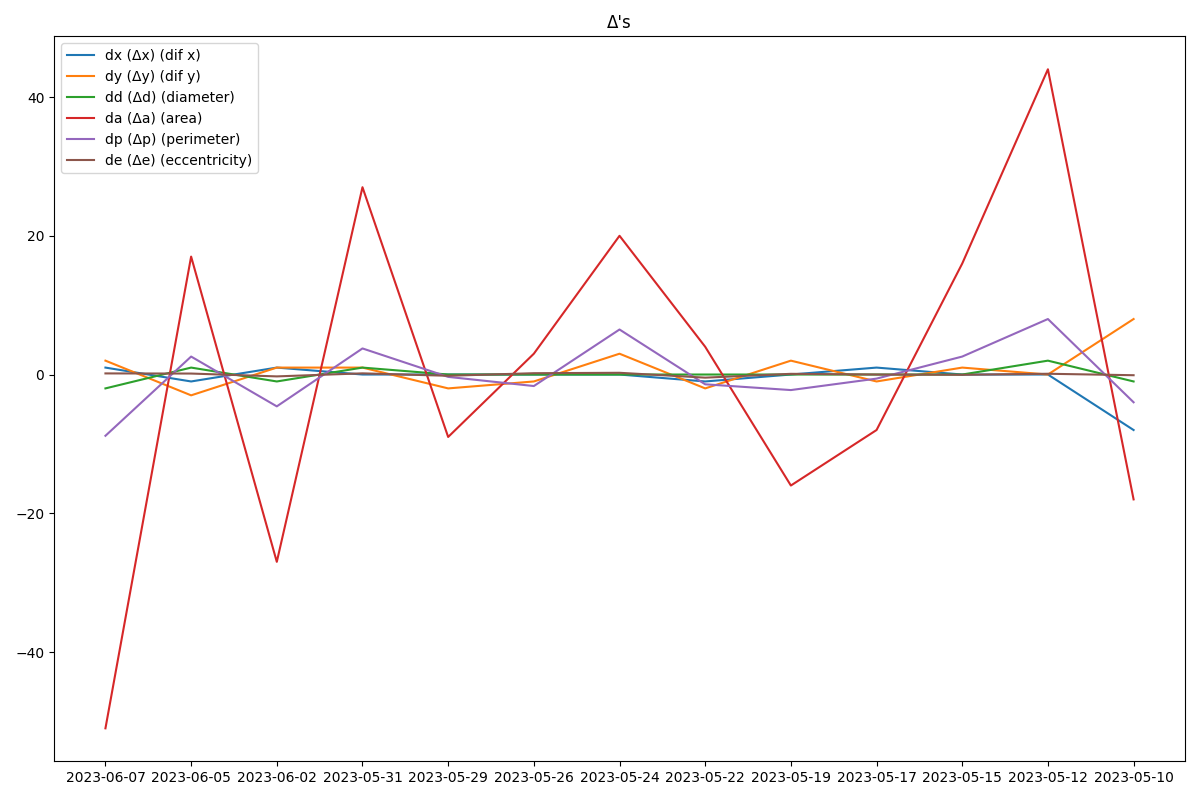 Δ's
dx (Δx) (dif x)
dy (Δy) (dif y)
dd (Δd) (diameter)
da (Δa) (area)
dp (Δp) (perimeter)
de (Δe) (eccentricity)
40
20
0
−20
−40
2023-06-07 2023-06-05 2023-06-02 2023-05-31 2023-05-29 2023-05-26 2023-05-24 2023-05-22 2023-05-19 2023-05-17 2023-05-15 2023-05-12 2023-05-10